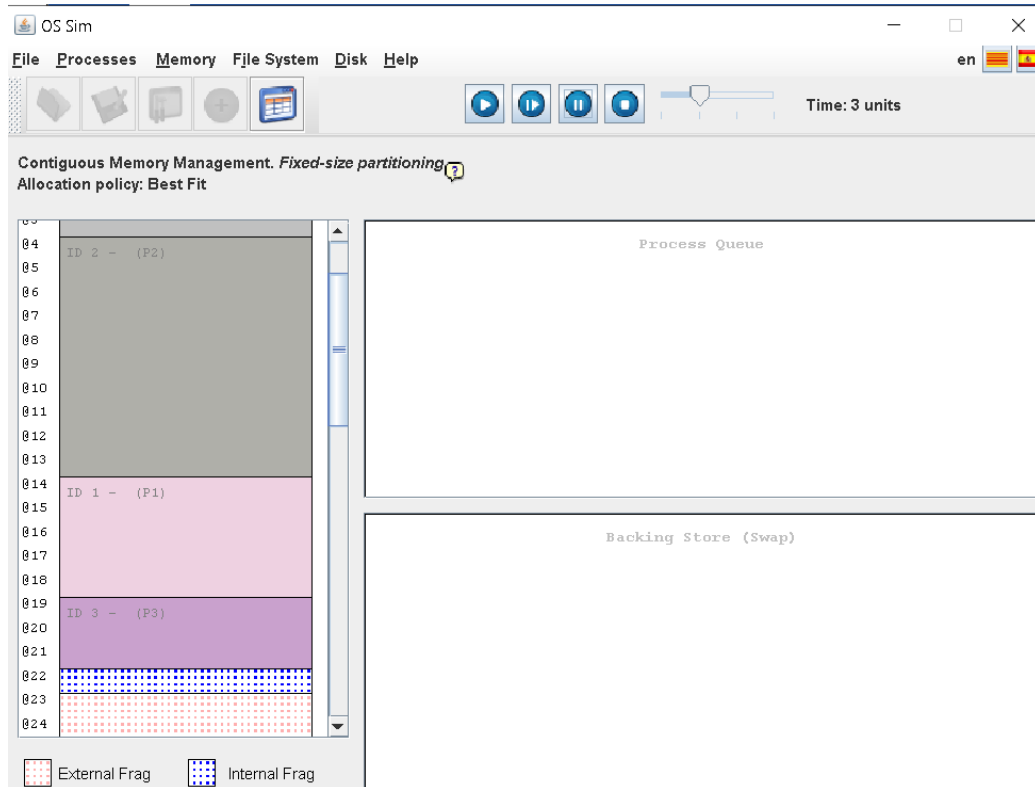 OS Sim
File Processes Memory File System Disk Help
en
Time: 3 units
Contiguous Memory Management. Fixed-size partitioning
?
Allocation policy: Best Fit
@4
ID 2 - (P2)
@5
@6
@7
@8
@9
@10
@11
@12
@13
@14
ID 1 - (P1)
@15
@16
@17
@18
@19
ID 3 - (P3)
@20
@21
@22
@23
@24
External Frag
Internal Frag
Process Queue
Backing Store (Swap)